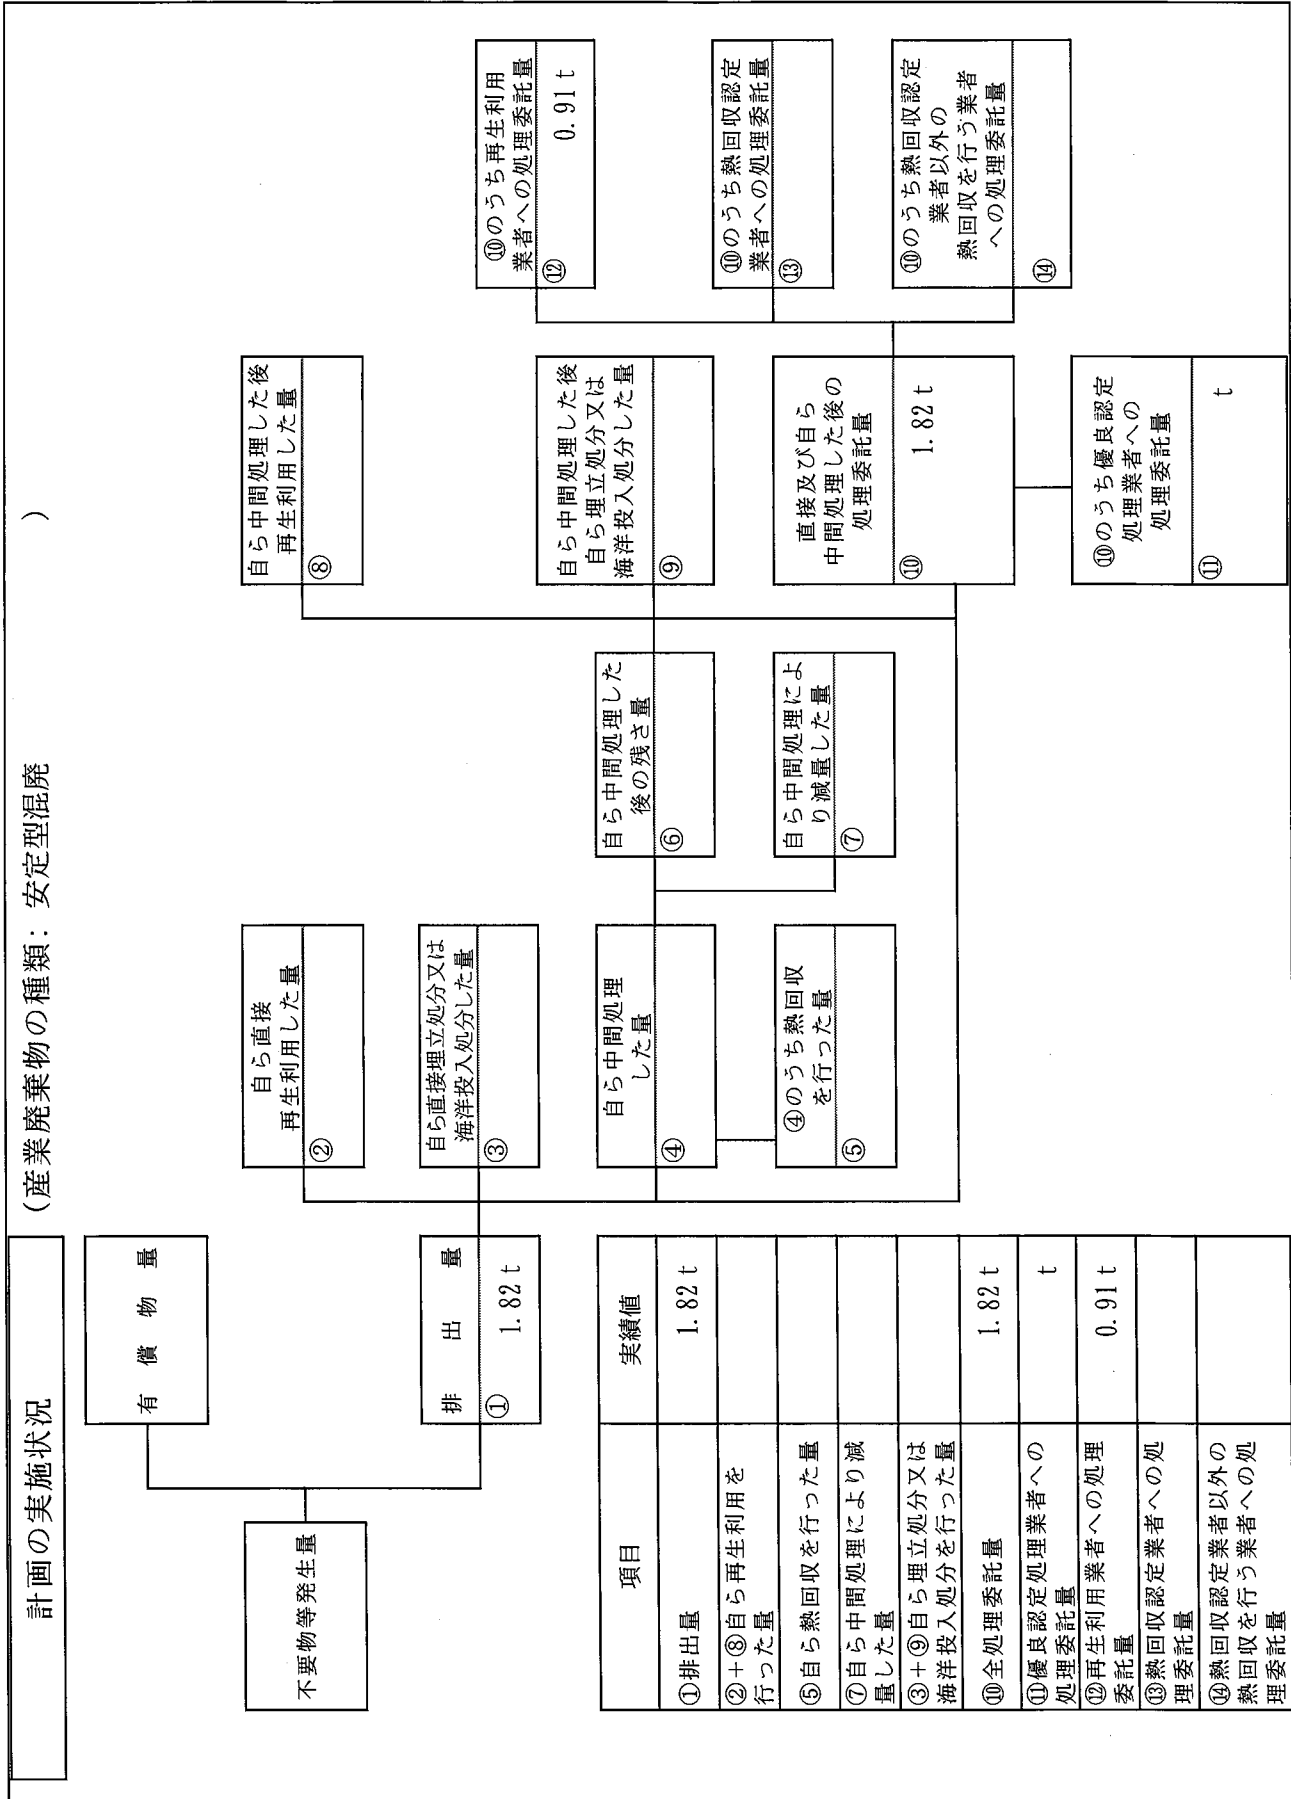 計画の実施状況
（産業廃棄物の種類：安定型混廃　）
不要物等発生量
有償物量
排出量
① 1.82 t
自ら直接
再生利用した量
②
自ら直接埋立処分又は
海洋投入処分した量
③
自ら中間処理
した量
④
④のうち熱回収
を行った量
⑤
自ら中間処理した
後の残さ量
⑥
自ら中間処理によ
り減量した量
⑦
自ら中間処理した後
再生利用した量
⑧
自ら中間処理した後
自ら埋立処分又は
海洋投入処分した量
⑨
直接及び自ら
中間処理した後の
処理委託量
⑩ 1.82 t
⑩のうち優良認定
処理業者への
処理委託量
⑪ t
⑩のうち再生利用
業者への処理委託量
⑫ 0.91 t
⑩のうち熱回収認定
業者への処理委託量
⑬
⑩のうち熱回収認定
業者以外の
熱回収を行う業者
への処理委託量
⑭
項目 実績値
①排出量 1.82 t
②+⑧自ら再生利用を
行った量
⑤自ら熱回収を行った量
⑦自ら中間処理により減
量した量
③+⑨自ら埋立処分又は
海洋投入処分を行った量
⑩全処理委託量 1.82 t
⑪優良認定処理業者への
処理委託量 t
⑫再生利用業者への処理
委託量 0.91 t
⑬熱回収認定業者への処
理委託量
⑭熱回収認定業者以外の
熱回収を行う業者への処
理委託量